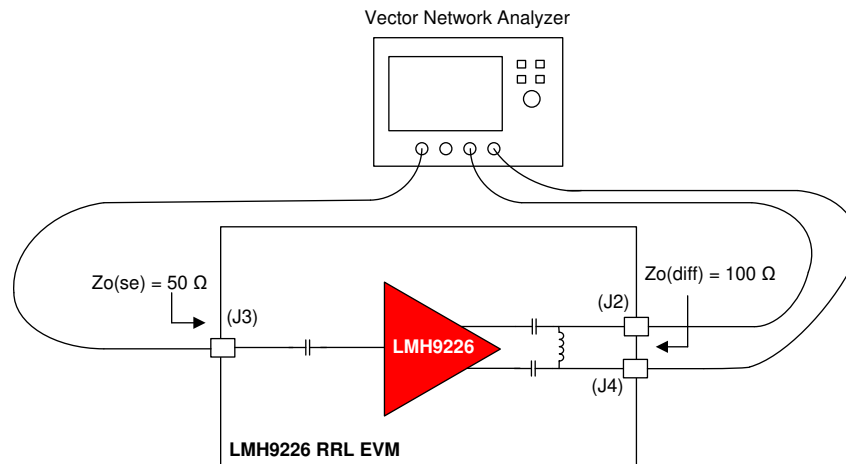 Vector Network Analyzer
Zo(se) = 50 Ω
(J3)
LMH9226
(J2)
Zo(diff) = 100 Ω
(J4)
LMH9226 RRL EVM